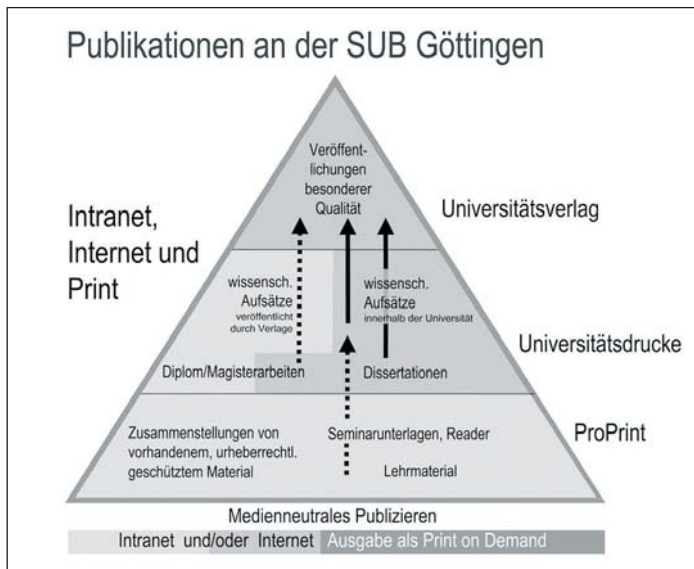 Publikationen an der SUB Göttingen
Intranet,
Internet und
Print
Veröffent-
lichungen
besonderer
Qualität
Universitätsverlag
wissensch.
Aufsätze
veröffentlicht
durch Verlage
wissensch.
Aufsätze
innerhalb der Universität
Universitätsdrucke
Diplom/Magisterarbeiten
Dissertationen
ProPrint
Zusammenstellungen von
vorhandenem, urheberrechtl.
geschütztem Material
Seminarunterlagen, Reader
Lehrmaterial
Medienneutrales Publizieren
Intranet und/oder Internet
Ausgabe als Print on Demand